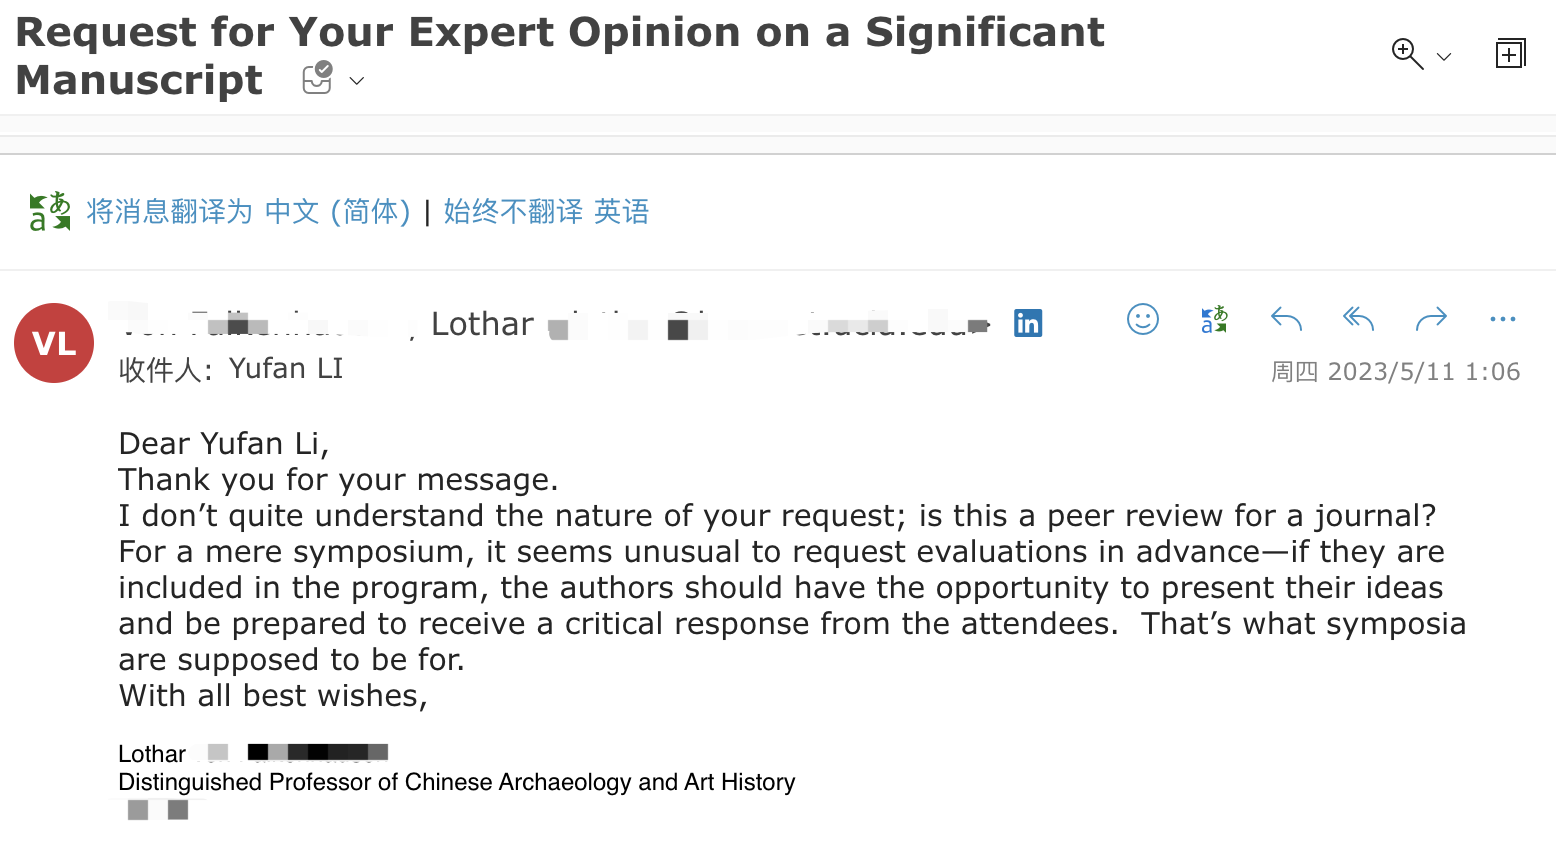 Request for Your Expert Opinion on a Significant
Manuscript
将消息翻译为 中文 (简体) | 始终不翻译 英语
VL
, Lothar
in
收件人: Yufan LI
周四 2023/5/11 1:06
Dear Yufan Li,
Thank you for your message.
I don’t quite understand the nature of your request; is this a peer review for a journal?
For a mere symposium, it seems unusual to request evaluations in advance—if they are
included in the program, the authors should have the opportunity to present their ideas
and be prepared to receive a critical response from the attendees.  That’s what symposia
are supposed to be for.
With all best wishes,
Lothar
Distinguished Professor of Chinese Archaeology and Art History